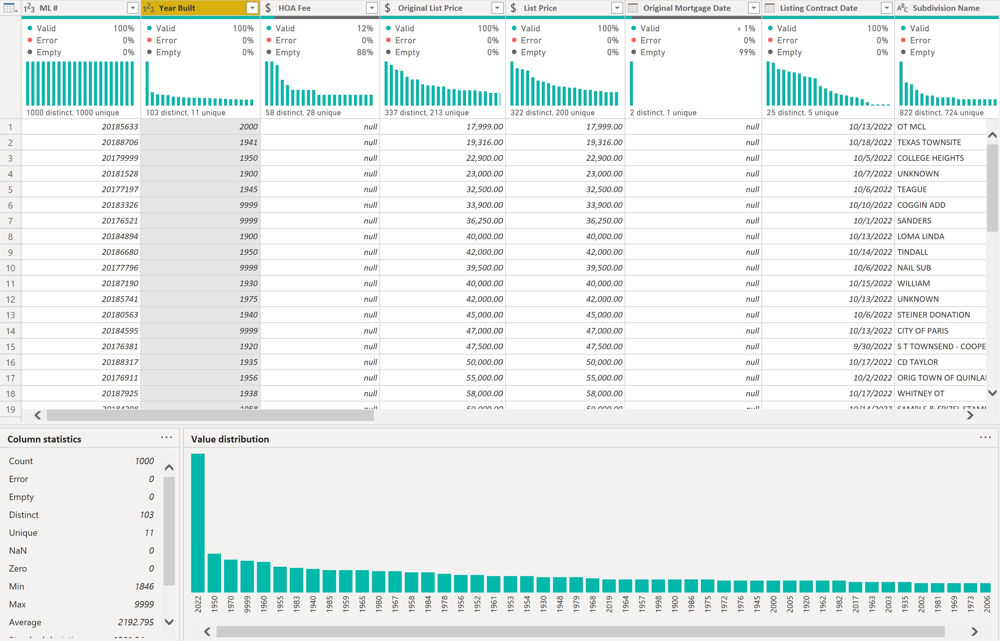 1²3 ML # 1²3 Year Built $ HOA Fee $ Original List Price $ List Price Original Mortgage Date Listing Contract Date ABC Subdivision Name
Valid 100% Valid 100% Valid 12% Valid 100% Valid 100% Valid < 1% Valid 100% Valid
Error 0% Error 0% Error 0% Error 0% Error 0% Error 0% Error 0% Error
Empty 0% Empty 0% Empty 88% Empty 0% Empty 0% Empty 99% Empty 0% Empty
1000 distinct, 1000 unique 103 distinct, 11 unique 58 distinct, 28 unique 337 distinct, 213 unique 322 distinct, 200 unique 2 distinct, 1 unique 25 distinct, 5 unique 822 distinct, 724 unique
1 20185633 2000 null 17,999.00 17,999.00 null 10/13/2022 OT MCL
2 20188706 1941 null 19,316.00 19,316.00 null 10/18/2022 TEXAS TOWNSITE
3 20179999 1950 null 22,900.00 22,900.00 null 10/5/2022 COLLEGE HEIGHTS
4 20181528 1900 null 23,000.00 23,000.00 null 10/7/2022 UNKNOWN
5 20177197 1945 null 32,500.00 32,500.00 null 10/6/2022 TEAGUE
6 20183326 9999 null 33,900.00 33,900.00 null 10/10/2022 COGGIN ADD
7 20176521 9999 null 36,250.00 36,250.00 null 10/1/2022 SANDERS
8 20184894 1900 null 40,000.00 40,000.00 null 10/13/2022 LOMA LINDA
9 20186680 1950 null 42,000.00 42,000.00 null 10/14/2022 TINDALL
10 20177796 9999 null 39,500.00 39,500.00 null 10/6/2022 NAIL SUB
11 20187190 1930 null 40,000.00 40,000.00 null 10/15/2022 WILLIAM
12 20185741 1975 null 42,000.00 42,000.00 null 10/13/2022 UNKNOWN
13 20180563 1940 null 45,000.00 45,000.00 null 10/6/2022 STEINER DONATION
14 20184595 9999 null 47,000.00 47,000.00 null 10/13/2022 CITY OF PARIS
15 20176381 1920 null 47,500.00 47,500.00 null 9/30/2022 S T TOWNSEND - COOPE
16 20188317 1935 null 50,000.00 50,000.00 null 10/17/2022 CD TAYLOR
17 20176911 1956 null 55,000.00 55,000.00 null 10/2/2022 ORIG TOWN OF QUINLA
18 20187925 1938 null 58,000.00 58,000.00 null 10/17/2022 WHITNEY OT
19 1958 null 10/14/2022
Column statistics ... Value distribution ...
Count 1000
Error 0
Empty 0
Distinct 103
Unique 11
NaN 0
Zero 0
Min 1846
Max 9999
Average 2192.795
2022 1950 1970 9999 1960 1955 1983 1940 1985 1959 1965 1980 1967 1958 1984 1978 1956 1952 1961 1953 1954 1930 1948 1979 1968 2019 1964 1957 1998 1900 1986 1975 1972 1976 1945 2000 2005 1920 1962 1982 2017 1963 2003 1935 2002 1981 1969 1973 2006